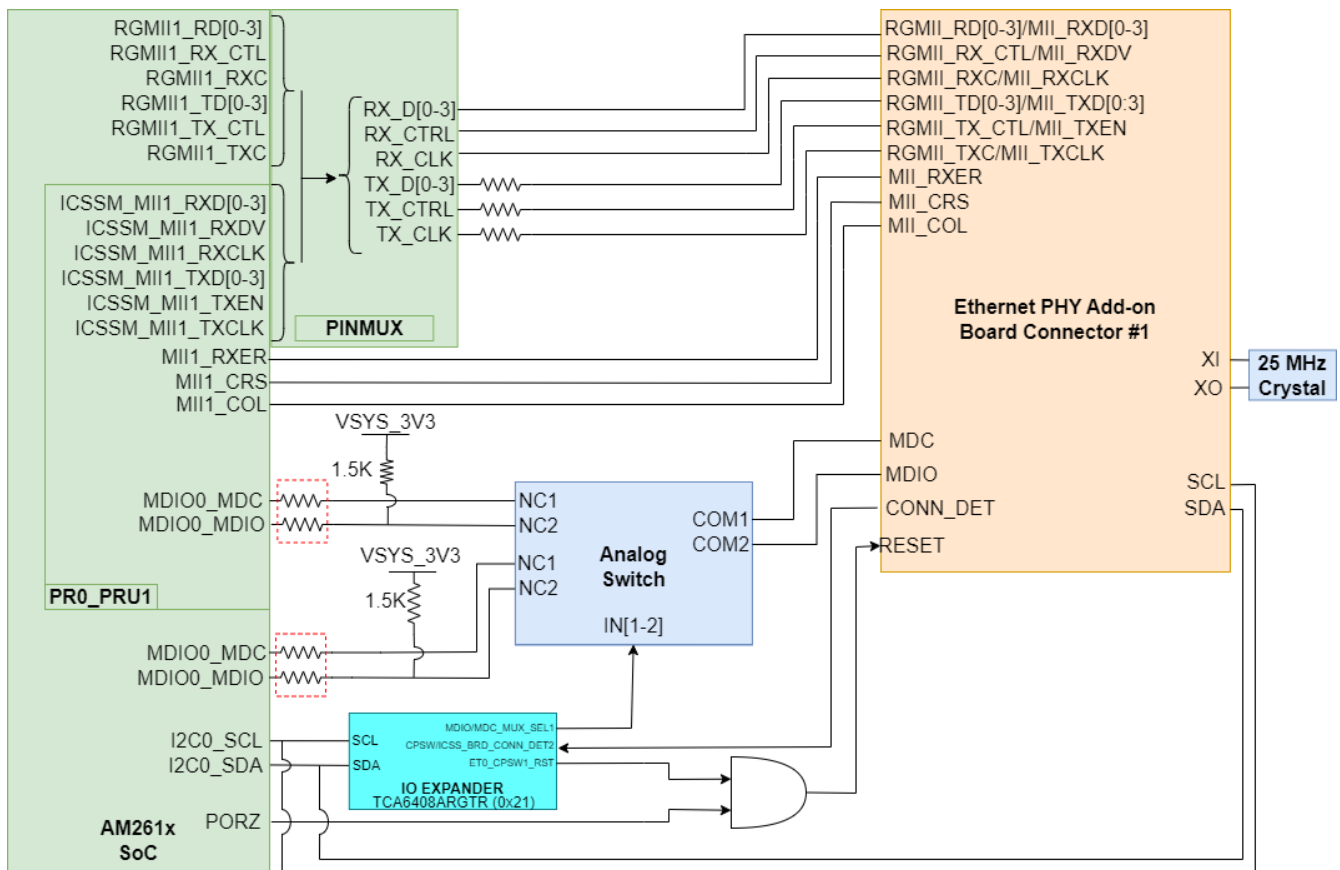 RGMII1_RD[0-3]
RGMII1_RX_CTL
RGMII1_RXC
RGMII1_TD[0-3]
RGMII1_TX_CTL
RGMII1_TXC
ICSSM_MII1_RXD[0-3]
ICSSM_MII1_RXDV
ICSSM_MII1_RXCLK
ICSSM_MII1_TXD[0-3]
ICSSM_MII1_TXEN
ICSSM_MII1_TXCLK
MII1_RXER
MII1_CRS
MII1_COL
MDIO0_MDC
MDIO0_MDIO
PR0_PRU1
MDIO0_MDC
MDIO0_MDIO
I2C0_SCL
I2C0_SDA
PORZ
AM261x
SoC
RX_D[0-3]
RX_CTRL
RX_CLK
TX_D[0-3]
TX_CTRL
TX_CLK
PINMUX
VSYS_3V3
1.5K
VSYS_3V3
1.5K
NC1
NC2
NC1
NC2
COM1
COM2
Analog
Switch
IN[1-2]
SCL
SDA
MDIO/MDC_MUX_SEL1
CPSW/ICSS_BRD_CONN_DET2
ET0_CPSW1_RST
IO EXPANDER
TCA6408ARGTR (0x21)
RGMII_RD[0-3]/MII_RXD[0-3]
RGMII_RX_CTL/MII_RXDV
RGMII_RXC/MII_RXCLK
RGMII_TD[0-3]/MII_TXD[0:3]
RGMII_TX_CTL/MII_TXEN
RGMII_TXC/MII_TXCLK
MII_RXER
MII_CRS
MII_COL
Ethernet PHY Add-on
Board Connector #1
XI
XO
MDC
MDIO
CONN_DET
RESET
SCL
SDA
25 MHz
Crystal